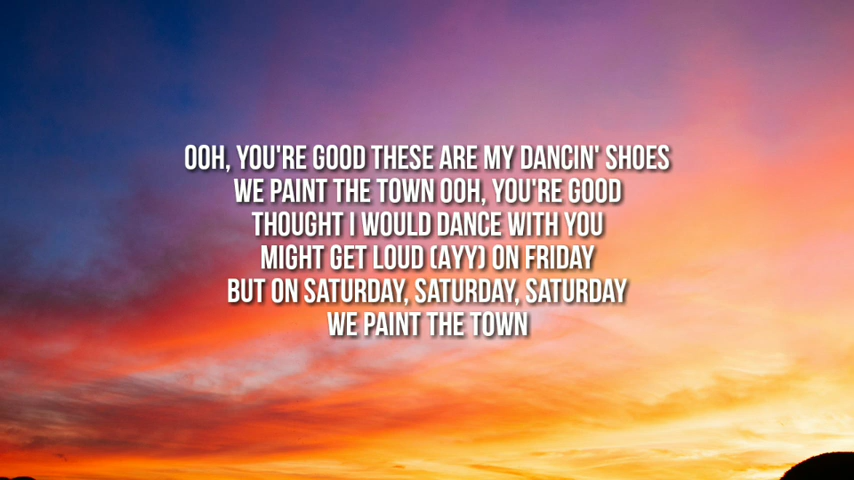 OOH, YOU'RE GOOD THESE ARE MY DANCIN' SHOES
WE PAINT THE TOWN OOH, YOU'RE GOOD
THOUGHT I WOULD DANCE WITH YOU
MIGHT GET LOUD (AYY) ON FRIDAY
BUT ON SATURDAY, SATURDAY, SATURDAY
WE PAINT THE TOWN